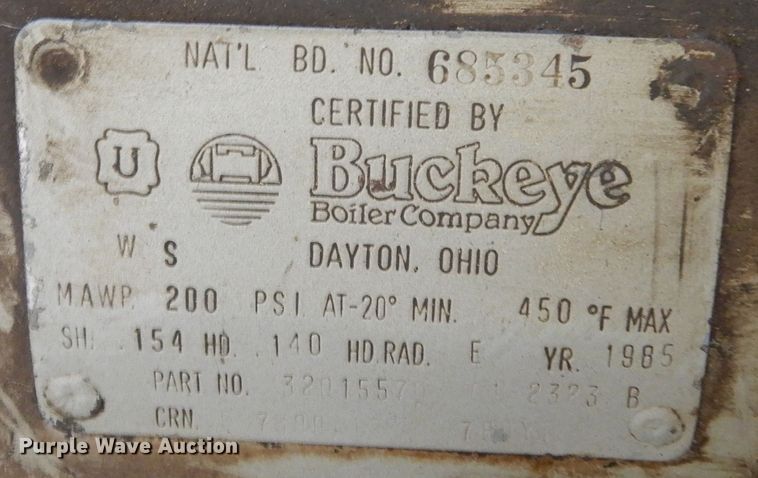 NAT'L BD. NO. 685345
CERTIFIED BY
U
Buckeye
Boiler Company
W S DAYTON, OHIO
M.A.W.P. 200 PSI. AT-20° MIN. 450 °F MAX
SH. .154 HD. .140 HD.RAD. E YR. 1985
PART NO. 2323 B
CRN.
Purple Wave Auction